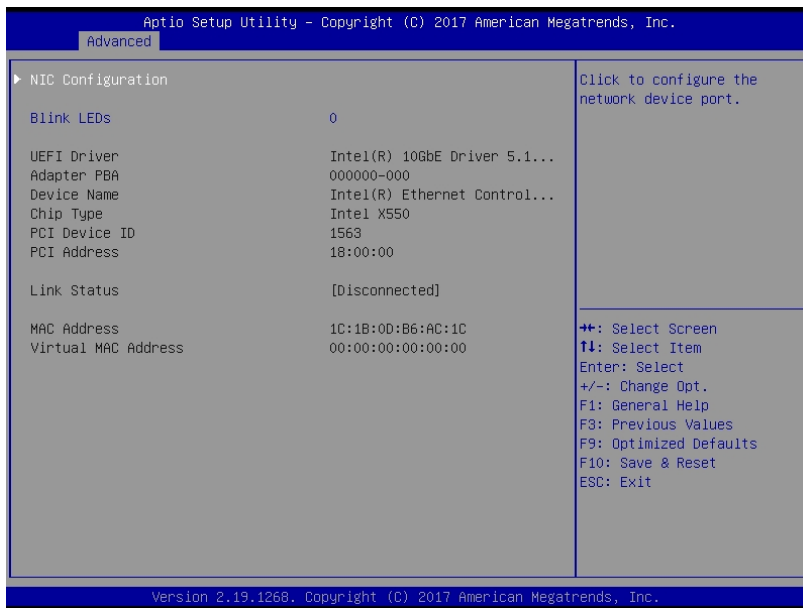 Aptio Setup Utility – Copyright (C) 2017 American Megatrends, Inc.
Advanced
▶ NIC Configuration
Blink LEDs 0
UEFI Driver Intel(R) 10GbE Driver 5.1...
Adapter PBA 000000-000
Device Name Intel(R) Ethernet Control...
Chip Type Intel X550
PCI Device ID 1563
PCI Address 18:00:00
Link Status [Disconnected]
MAC Address 1C:1B:0D:B6:AC:1C
Virtual MAC Address 00:00:00:00:00:00
Click to configure the
network device port.
→←: Select Screen
↑↓: Select Item
Enter: Select
+/-: Change Opt.
F1: General Help
F3: Previous Values
F9: Optimized Defaults
F10: Save & Reset
ESC: Exit
Version 2.19.1268. Copyright (C) 2017 American Megatrends, Inc.